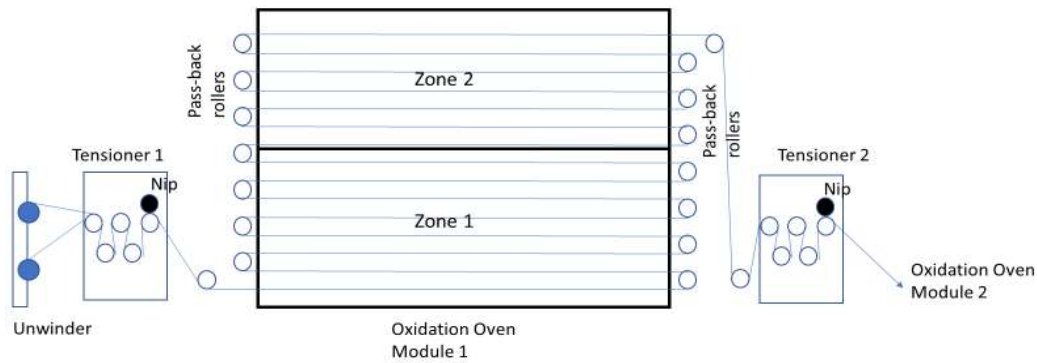 Pass-back
rollers
Zone 2
Pass-back
rollers
Tensioner 1
Nip
Zone 1
Tensioner 2
Nip
Unwinder
Oxidation Oven
Module 1
Oxidation Oven
Module 2